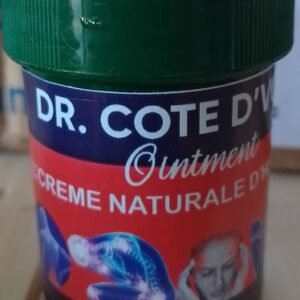 DR. COTE D'
Ointment
CREME NATURALE D'